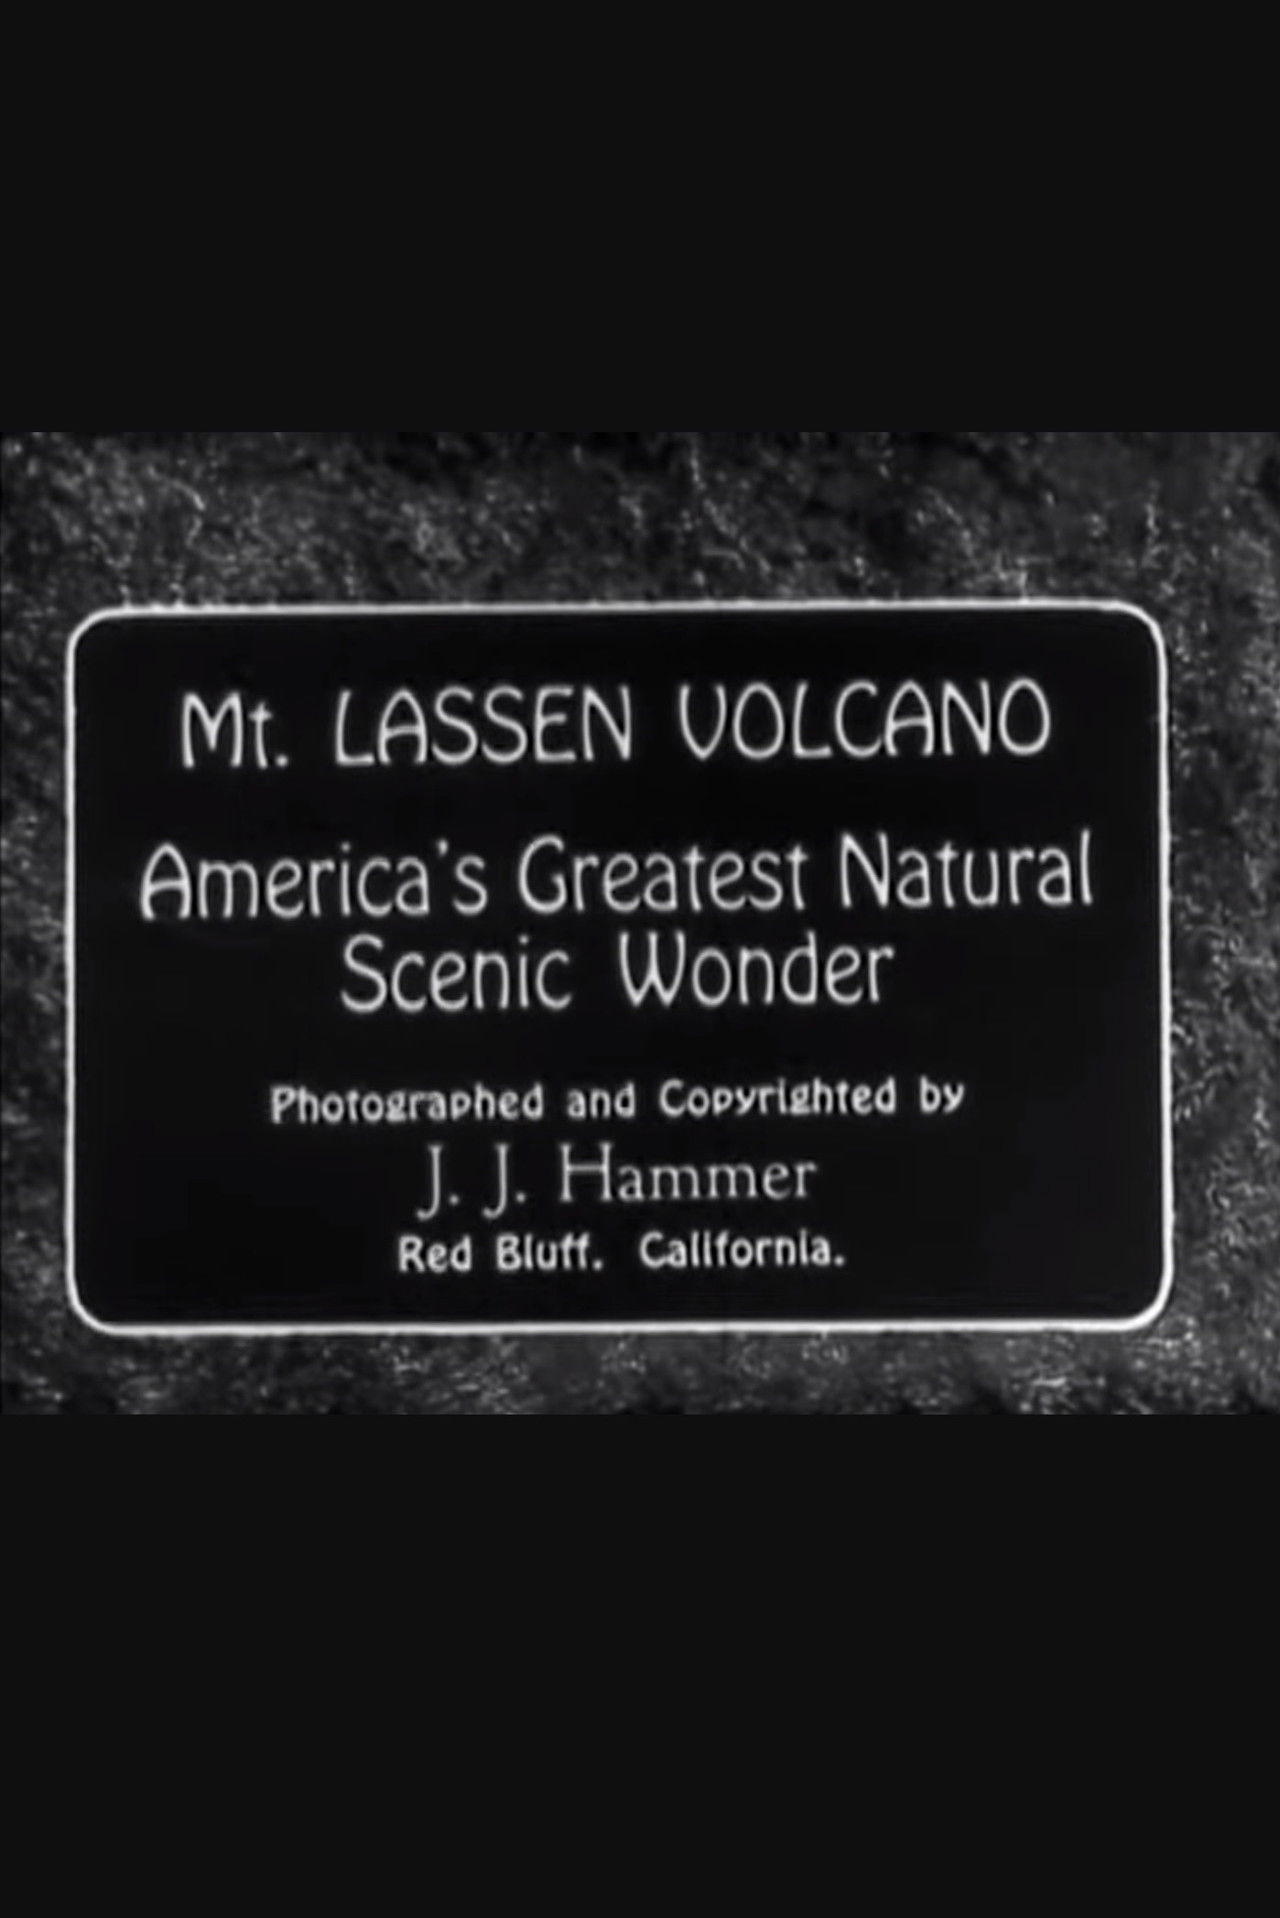 Mt. LASSEN VOLCANO
America's Greatest Natural
Scenic Wonder
Photographed and Copyrighted by
J. J. Hammer
Red Bluff. California.